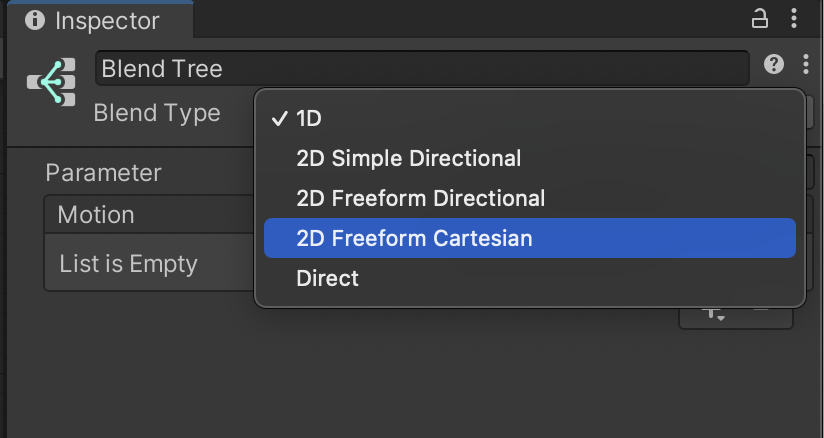 Inspector
Blend Tree
Blend Type
1D
2D Simple Directional
Parameter
2D Freeform Directional
Motion
2D Freeform Cartesian
List is Empty
Direct